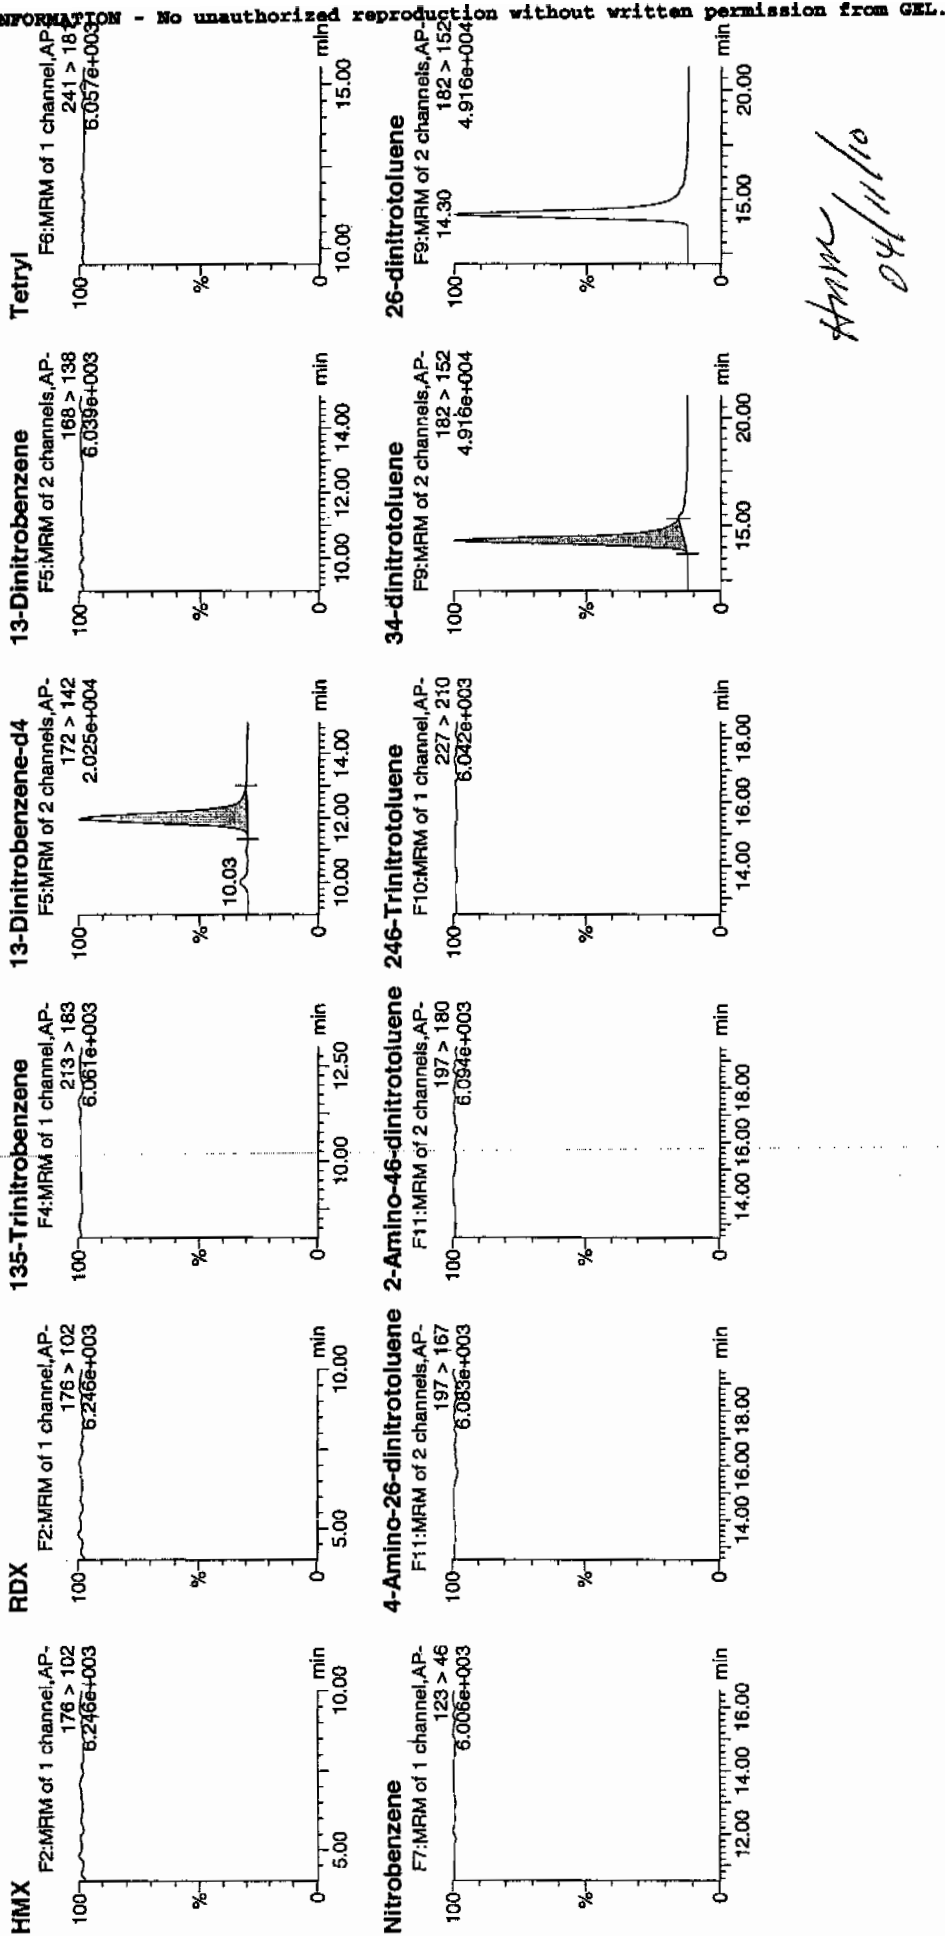 NFORMATION - No unauthorized reproduction without written permission from GEL.
HMX
F2:MRM of 1 channel,AP-
176 > 102
6.246e+003
100
%
0
5.00
10.00
min
RDX
F2:MRM of 1 channel,AP-
176 > 102
6.246e+003
100
%
0
5.00
10.00
min
135-Trinitrobenzene
F4:MRM of 1 channel,AP-
213 > 183
6.061e+003
100
%
0
10.00
12.50
min
13-Dinitrobenzene-d4
F5:MRM of 2 channels,AP-
172 > 142
2.025e+004
100
%
10.03
0
10.00
12.00
14.00
min
13-Dinitrobenzene
F5:MRM of 2 channels,AP-
168 > 138
6.039e+003
100
%
0
10.00
12.00
14.00
min
Tetryl
F6:MRM of 1 channel,AP-
241 > 181
6.057e+003
100
%
0
10.00
15.00
min
Nitrobenzene
F7:MRM of 1 channel,AP-
123 > 46
6.006e+003
100
%
0
12.00
14.00
16.00
min
4-Amino-26-dinitrotoluene
F11:MRM of 2 channels,AP-
197 > 167
6.083e+003
100
%
0
14.00
16.00
18.00
min
2-Amino-46-dinitrotoluene
F11:MRM of 2 channels,AP-
197 > 180
6.094e+003
100
%
0
14.00
16.00
18.00
min
246-Trinitrotoluene
F10:MRM of 1 channel,AP-
227 > 210
6.042e+003
100
%
0
14.00
16.00
18.00
min
34-dinitrotoluene
F9:MRM of 2 channels,AP-
182 > 152
4.916e+004
100
%
0
15.00
20.00
min
26-dinitrotoluene
F9:MRM of 2 channels,AP-
182 > 152
4.916e+004
14.30
100
%
0
15.00
20.00
min
04/11/10